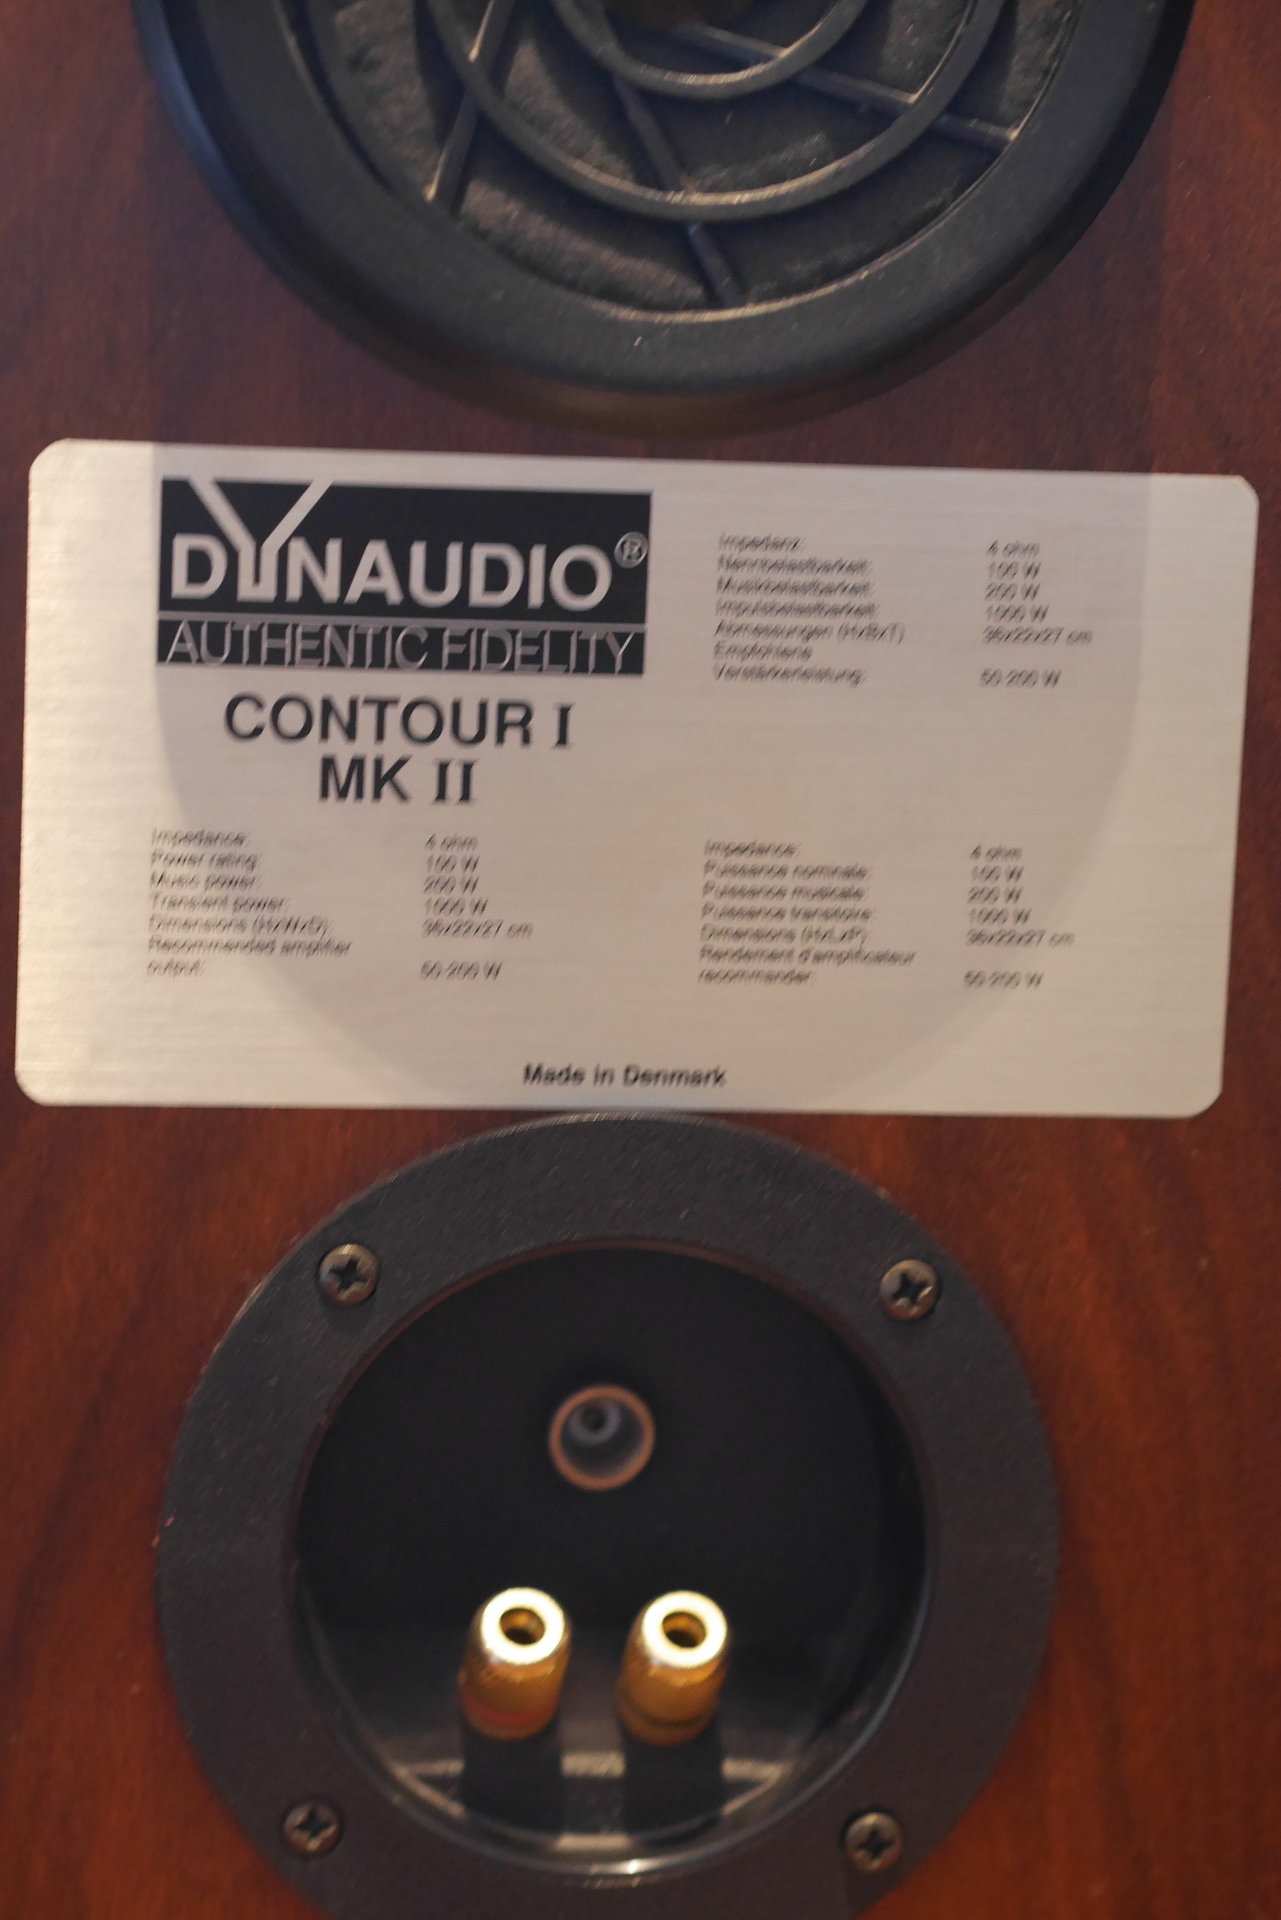 DYNAUDIO®
AUTHENTIC FIDELITY
CONTOUR I
MK II
Impedanz: 4 ohm
Nennbelastbarkeit: 100 W
Musikbelastbarkeit: 200 W
Impulsbelastbarkeit: 1000 W
Abmessungen (HxBxT) 36x22x27 cm
Empfohlene
Verstärkerleistung: 50-200 W
Impedance: 4 ohm
Power rating: 100 W
Music power: 200 W
Transient power: 1000 W
Dimensions (HxWxD): 36x22x27 cm
Recommended amplifier
output: 50-200 W
Impedance: 4 ohm
Puissance nominale: 100 W
Puissance musicale: 200 W
Puissance transitoire: 1000 W
Dimensions (HxLxP): 36x22x27 cm
Rendement d'amplificateur
recommander: 50-200 W
Made in Denmark